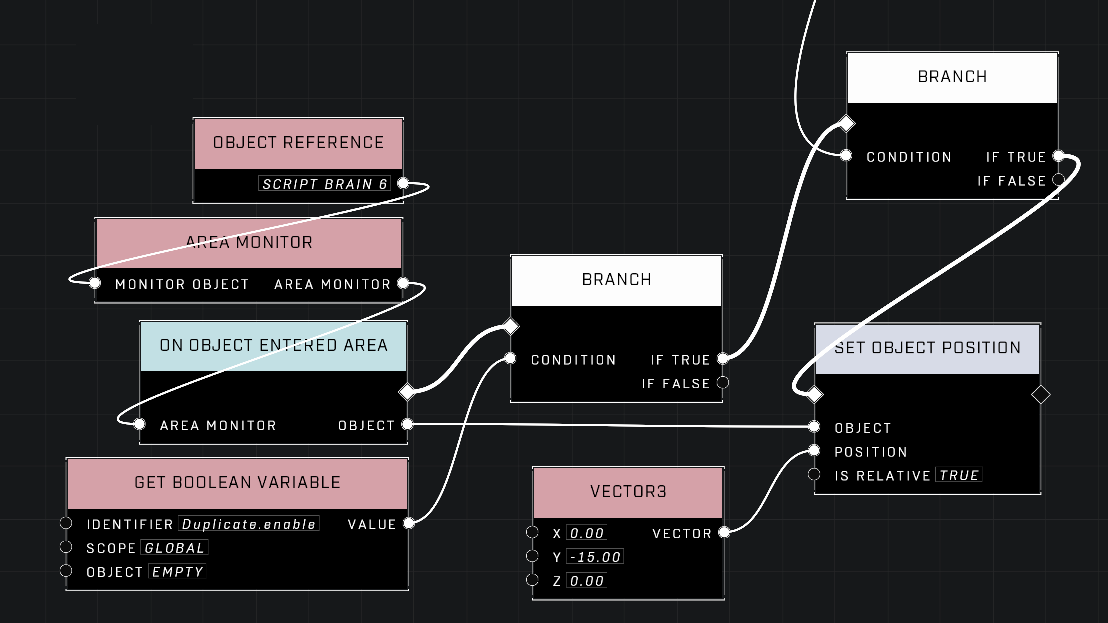 BRANCH
CONDITION IF TRUE
IF FALSE
OBJECT REFERENCE
SCRIPT BRAIN 6
AREA MONITOR
MONITOR OBJECT AREA MONITOR
BRANCH
CONDITION IF TRUE
IF FALSE
ON OBJECT ENTERED AREA
AREA MONITOR OBJECT
SET OBJECT POSITION
OBJECT
POSITION
IS RELATIVE TRUE
GET BOOLEAN VARIABLE
IDENTIFIER Duplicate.enable VALUE
SCOPE GLOBAL
OBJECT EMPTY
VECTOR3
X 0.00 VECTOR
Y -15.00
Z 0.00